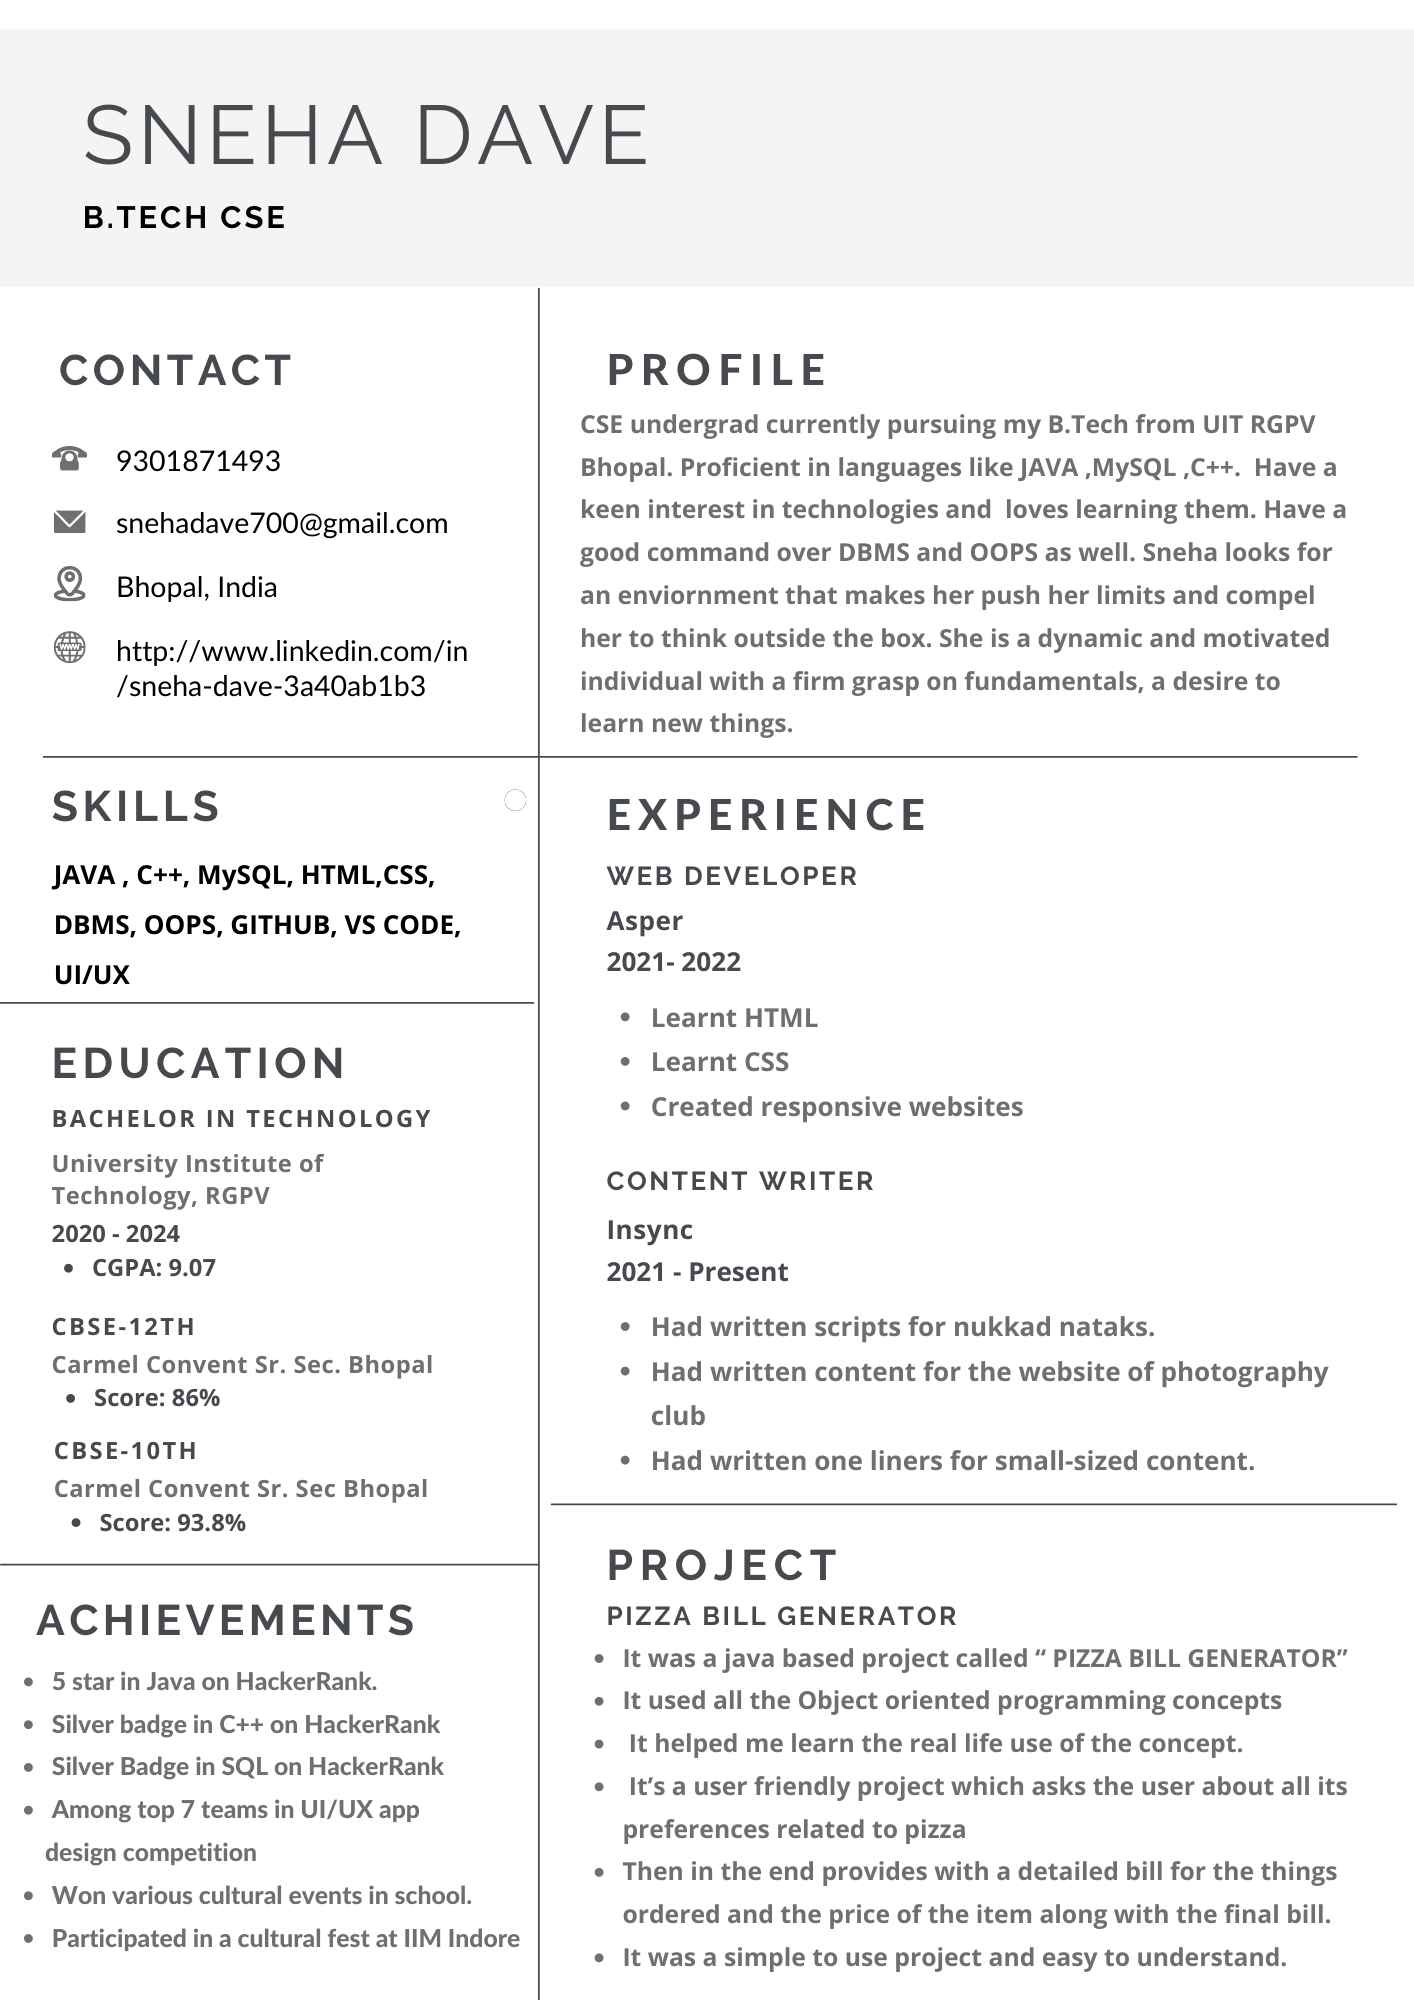 SNEHA DAVE
B.TECH CSE
CONTACT
9301871493
snehadave700@gmail.com
Bhopal, India
http://www.linkedin.com/in
/sneha-dave-3a40ab1b3
PROFILE
CSE undergrad currently pursuing my B.Tech from UIT RGPV
Bhopal. Proficient in languages like JAVA ,MySQL ,C++.  Have a
keen interest in technologies and  loves learning them. Have a
good command over DBMS and OOPS as well. Sneha looks for
an enviornment that makes her push her limits and compel
her to think outside the box. She is a dynamic and motivated
individual with a firm grasp on fundamentals, a desire to
learn new things.
SKILLS
JAVA , C++, MySQL, HTML,CSS,
DBMS, OOPS, GITHUB, VS CODE,
UI/UX
EDUCATION
BACHELOR IN TECHNOLOGY
University Institute of
Technology, RGPV
2020 - 2024
• CGPA: 9.07
CBSE-12TH
Carmel Convent Sr. Sec. Bhopal
• Score: 86%
CBSE-10TH
Carmel Convent Sr. Sec Bhopal
• Score: 93.8%
ACHIEVEMENTS
• 5 star in Java on HackerRank.
• Silver badge in C++ on HackerRank
• Silver Badge in SQL on HackerRank
• Among top 7 teams in UI/UX app
design competition
• Won various cultural events in school.
• Participated in a cultural fest at IIM Indore
EXPERIENCE
WEB DEVELOPER
Asper
2021- 2022
• Learnt HTML
• Learnt CSS
• Created responsive websites
CONTENT WRITER
Insync
2021 - Present
• Had written scripts for nukkad nataks.
• Had written content for the website of photography
club
• Had written one liners for small-sized content.
PROJECT
PIZZA BILL GENERATOR
• It was a java based project called “ PIZZA BILL GENERATOR”
• It used all the Object oriented programming concepts
• It helped me learn the real life use of the concept.
• It’s a user friendly project which asks the user about all its
preferences related to pizza
• Then in the end provides with a detailed bill for the things
ordered and the price of the item along with the final bill.
• It was a simple to use project and easy to understand.